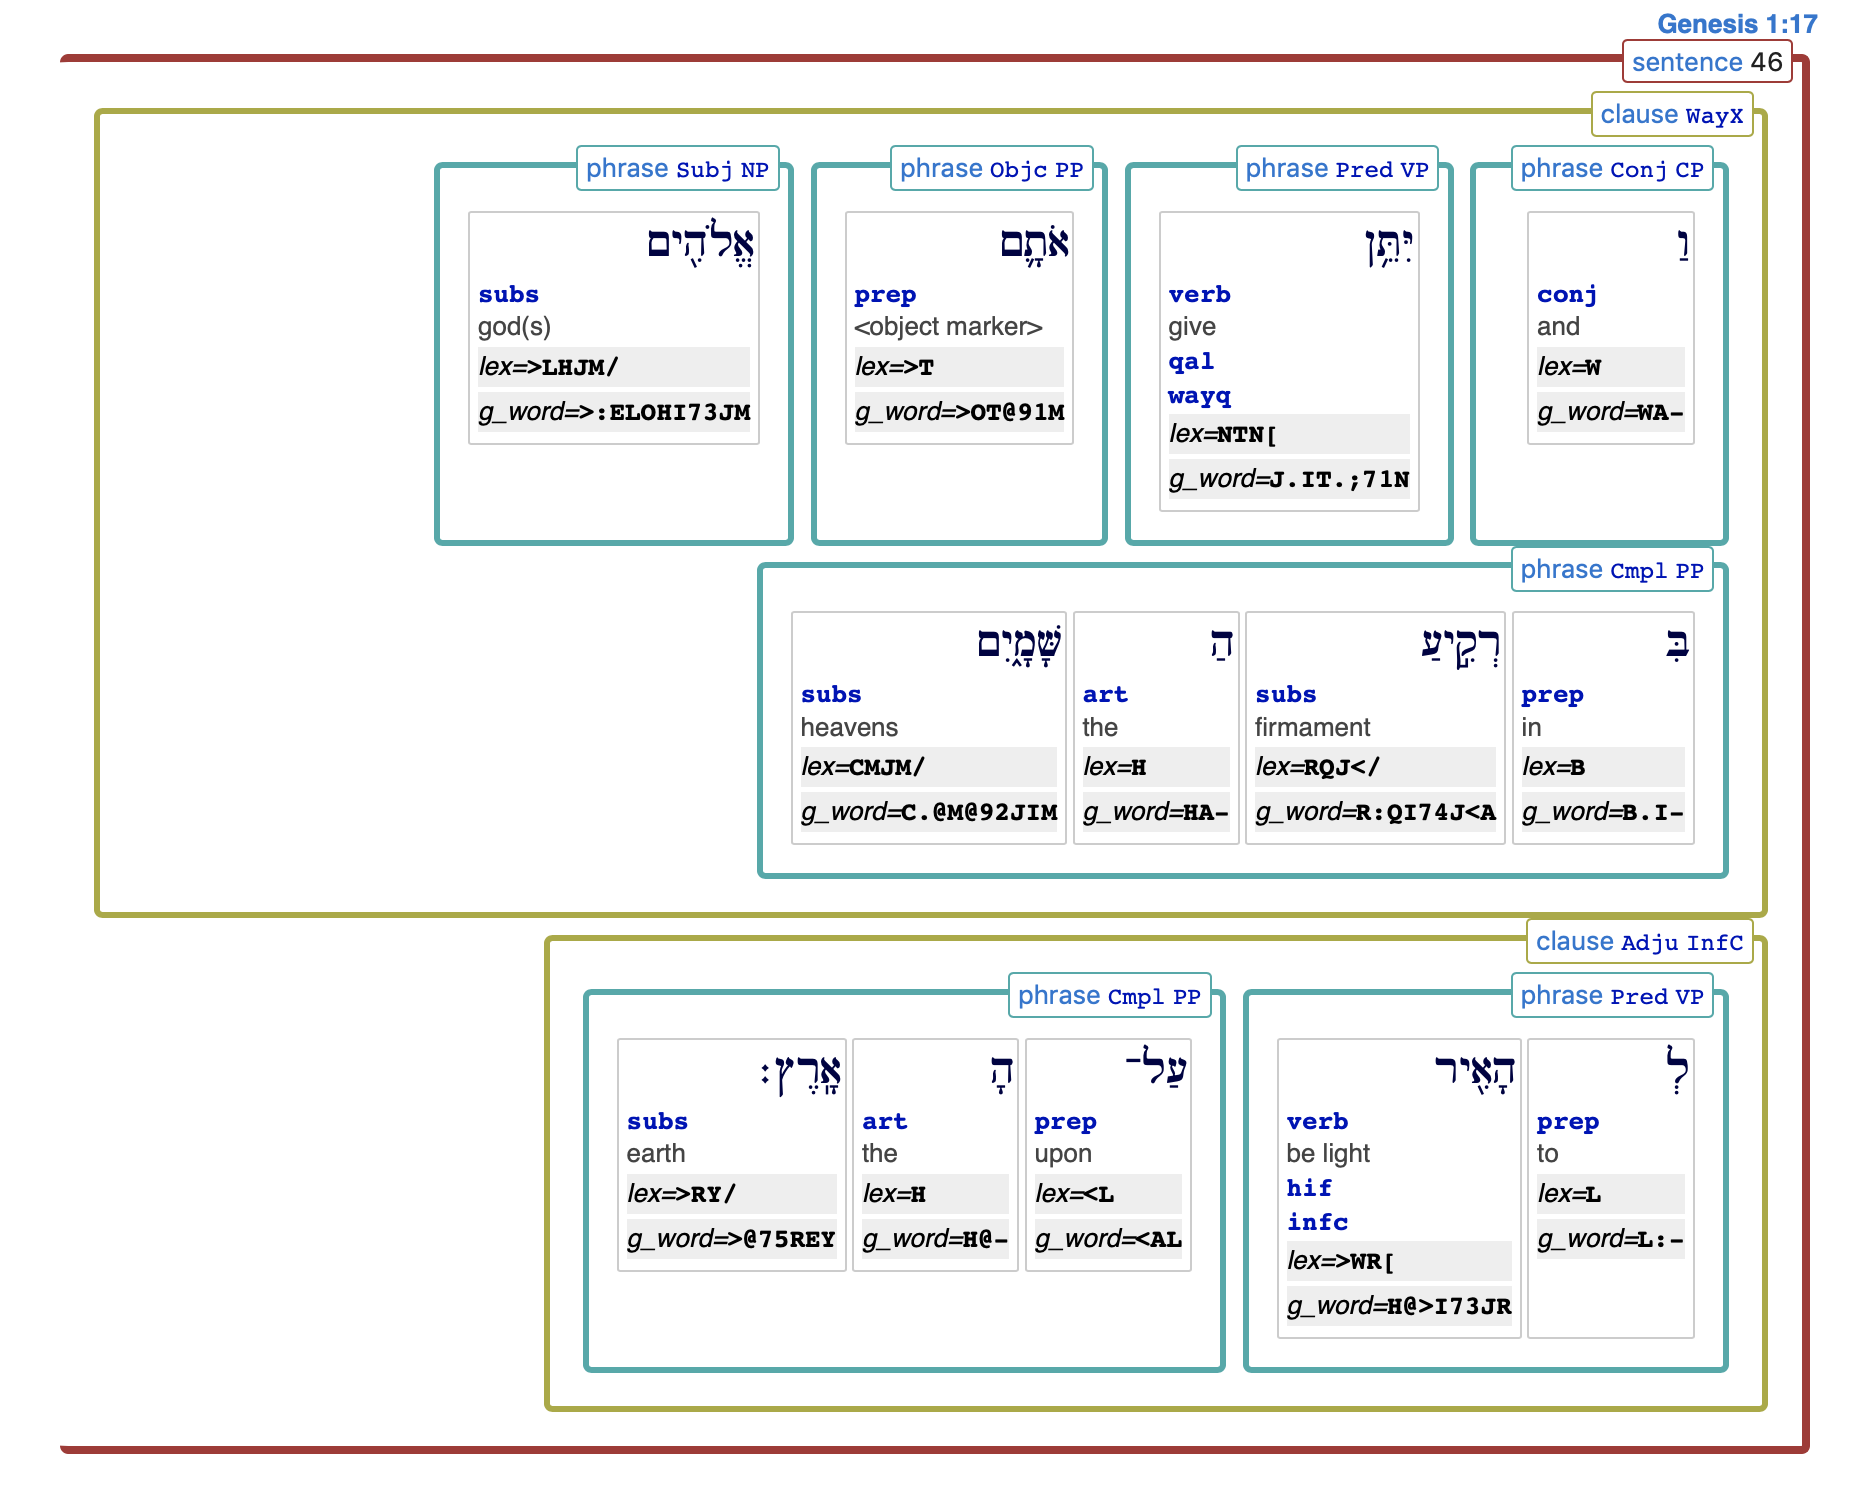 Genesis 1:17
sentence 46
clause WayX
phrase Conj CP
וַ
conj
and
lex=W
g_word=WA-
phrase Pred VP
יִּתֵּ֥ן
verb
give
qal
wayq
lex=NTN[
g_word=J.IT.;71N
phrase Objc PP
אֹתָ֛ם
prep
<object marker>
lex=>T
g_word=>OT@91M
phrase Subj NP
אֱלֹהִ֖ים
subs
god(s)
lex=>LHJM/
g_word=>:ELOHI73JM
phrase Cmpl PP
בִּ
prep
in
lex=B
g_word=B.I-
רְקִ֣יעַ
subs
firmament
lex=RQJ</
g_word=R:QI74J<A
הַ
art
the
lex=H
g_word=HA-
שָּׁמָ֑יִם
subs
heavens
lex=CMJM/
g_word=C.@M@92JIM
clause Adju InfC
phrase Pred VP
לְ
prep
to
lex=L
g_word=L:-
הָאִ֖יר
verb
be light
hif
infc
lex=>WR[
g_word=H@>I73JR
phrase Cmpl PP
עַל־
prep
upon
lex=<L
g_word=<AL
הָ
art
the
lex=H
g_word=H@-
אָֽרֶץ׃
subs
earth
lex=>RY/
g_word=>@75REY